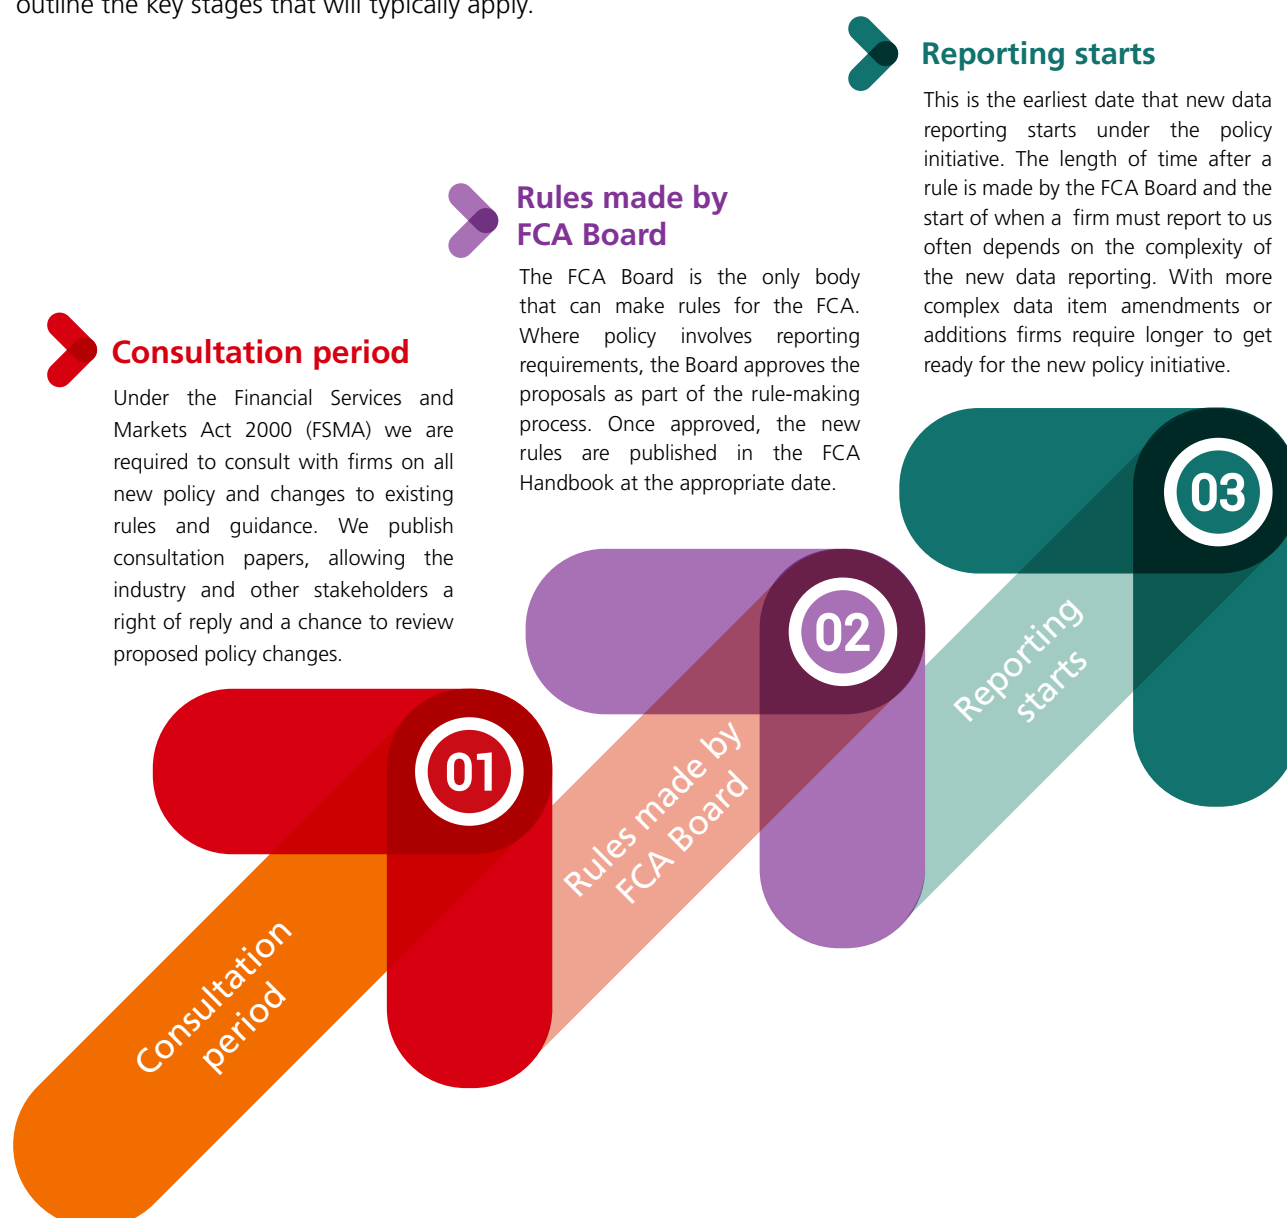 outline the key stages that will typically apply.
Reporting starts
This is the earliest date that new data
reporting starts under the policy
initiative. The length of time after a
rule is made by the FCA Board and the
start of when a firm must report to us
often depends on the complexity of
the new data reporting. With more
complex data item amendments or
additions firms require longer to get
ready for the new policy initiative.
Rules made by
FCA Board
The FCA Board is the only body
that can make rules for the FCA.
Where policy involves reporting
requirements, the Board approves the
proposals as part of the rule-making
process. Once approved, the new
rules are published in the FCA
Handbook at the appropriate date.
Consultation period
Under the Financial Services and
Markets Act 2000 (FSMA) we are
required to consult with firms on all
new policy and changes to existing
rules and guidance. We publish
consultation papers, allowing the
industry and other stakeholders a
right of reply and a chance to review
proposed policy changes.
03
02
01
Reporting
starts
Rules made by
FCA Board
Consultation
period